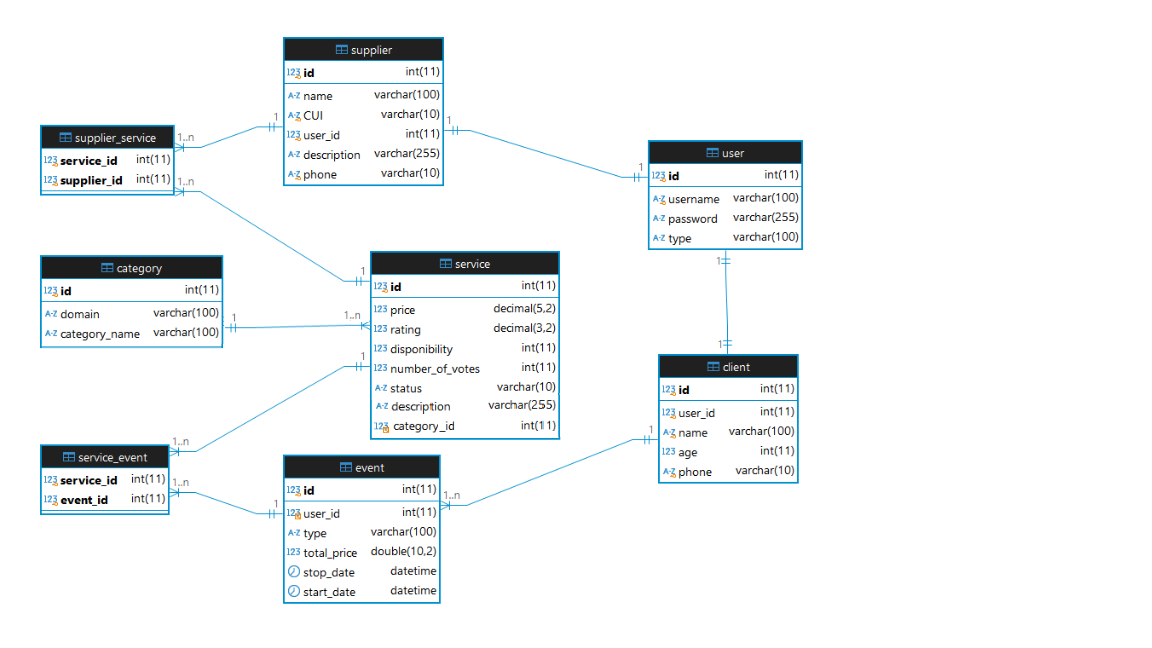 supplier
id int(11)
name varchar(100)
CUI varchar(10)
user_id int(11)
description varchar(255)
phone varchar(10)
1
1
1..n
supplier_service
service_id int(11)
supplier_id int(11)
1..n
user
id int(11)
username varchar(100)
password varchar(255)
type varchar(100)
1
1
category
id int(11)
domain varchar(100)
category_name varchar(100)
1
1..n
1
1
service
id int(11)
price decimal(5,2)
rating decimal(3,2)
disponibility int(11)
number_of_votes int(11)
status varchar(10)
description varchar(255)
category_id int(11)
1
client
id int(11)
user_id int(11)
name varchar(100)
age int(11)
phone varchar(10)
1
1..n
service_event
service_id int(11)
event_id int(11)
1..n
1
event
id int(11)
user_id int(11)
type varchar(100)
total_price double(10,2)
stop_date datetime
start_date datetime
1..n